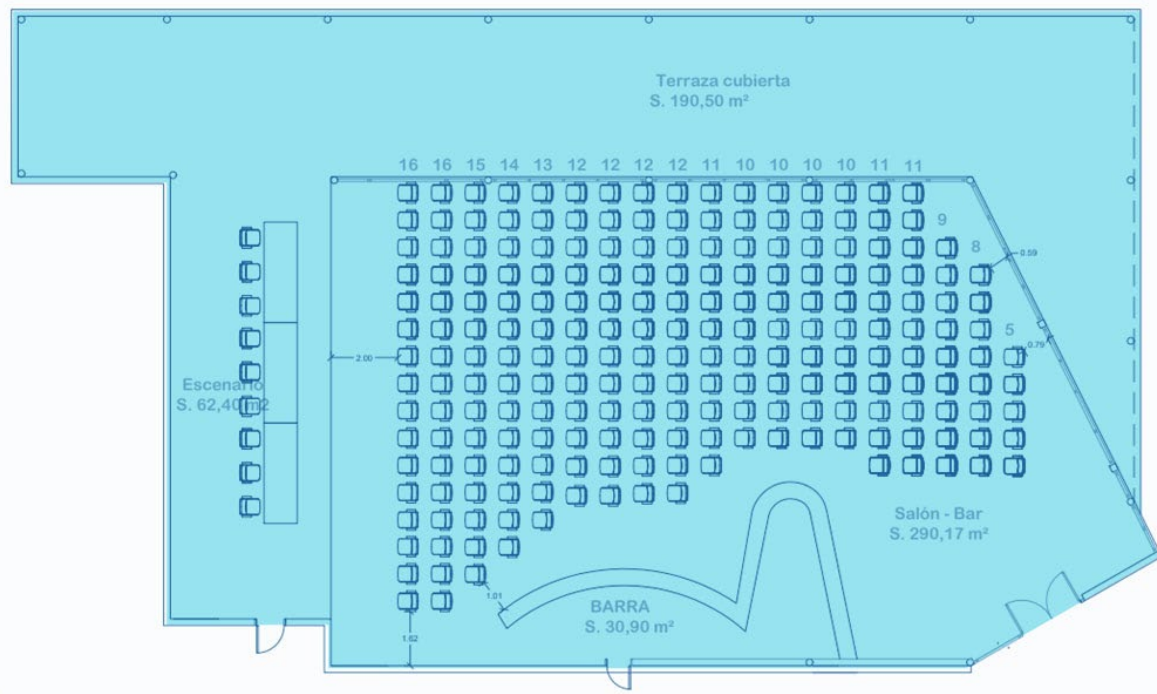 Terraza cubierta
S. 190,50 m²
16 16 15 14 13 12 12 12 12 11 10 10 10 10 11 11
9
8
0.59
5
0.79
2.00
Escenario
S. 62,40 m2
Salón - Bar
S. 290,17 m²
1.01
BARRA
S. 30,90 m²
1.62